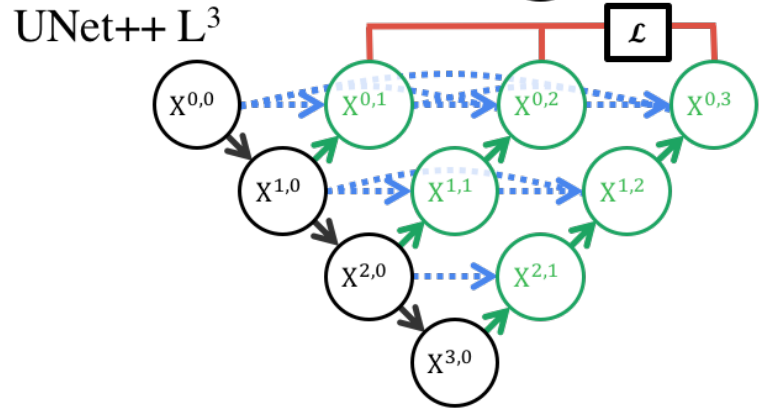 UNet++ L³
ℒ
X⁰,⁰ X⁰,¹ X⁰,² X⁰,³
X¹,⁰ X¹,¹ X¹,²
X²,⁰ X²,¹
X³,⁰